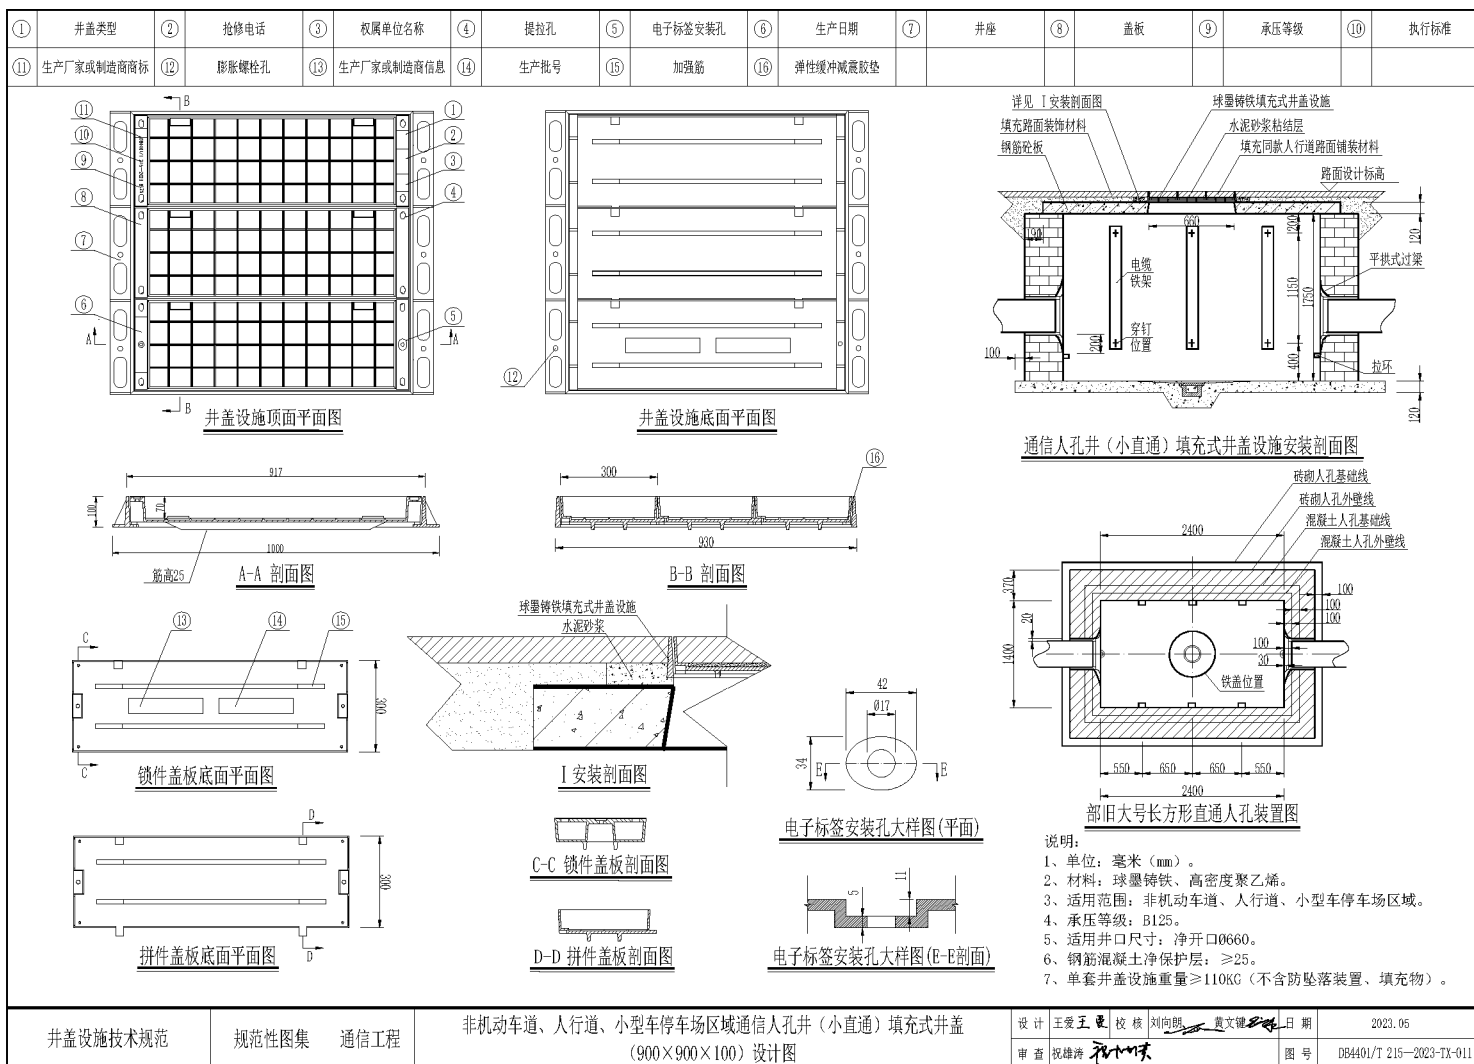 ① 井盖类型 ② 抢修电话 ③ 权属单位名称 ④ 提拉孔 ⑤ 电子标签安装孔 ⑥ 生产日期 ⑦ 井座 ⑧ 盖板 ⑨ 承压等级 ⑩ 执行标准
⑪ 生产厂家或制造商商标 ⑫ 膨胀螺栓孔 ⑬ 生产厂家或制造商信息 ⑭ 生产批号 ⑮ 加强筋 ⑯ 弹性缓冲减震胶垫
B
⑪ ①
⑩ ②
⑨ ③
⑧ ④
⑦
⑥ ⑤
A A
B
井盖设施顶面平面图
⑫
井盖设施底面平面图
详见 I 安装剖面图 球墨铸铁填充式井盖设施
填充路面装饰材料 水泥砂浆粘结层
钢筋砼板 填充同款人行道路面铺装材料
路面设计标高
660
190
200
120
电缆
铁架
1150
1750
平拱式过梁
穿钉
位置
200
100
400
拉环
120
通信人孔井（小直通）填充式井盖设施安装剖面图
917
100
70
1000
筋高25
A-A 剖面图
300
⑯
930
B-B 剖面图
砖砌人孔基础线
砖砌人孔外壁线
混凝土人孔基础线
混凝土人孔外壁线
2400
370
100
100
100
20
1400
100
30
铁盖位置
550 650 650 550
2400
部旧大号长方形直通人孔装置图
C
⑬ ⑭ ⑮
300
C
锁件盖板底面平面图
球墨铸铁填充式井盖设施
水泥砂浆
I 安装剖面图
42
Ø17
34
E E
电子标签安装孔大样图(平面)
D
300
D
拼件盖板底面平面图
C-C 锁件盖板剖面图
D-D 拼件盖板剖面图
5
11
电子标签安装孔大样图(E-E剖面)
说明:
1、单位：毫米（mm）。
2、材料：球墨铸铁、高密度聚乙烯。
3、适用范围：非机动车道、人行道、小型车停车场区域。
4、承压等级：B125。
5、适用井口尺寸：净开口Ø660。
6、钢筋混凝土净保护层：≥25。
7、单套井盖设施重量≥110KG（不含防坠落装置、填充物）。
井盖设施技术规范 规范性图集 通信工程
非机动车道、人行道、小型车停车场区域通信人孔井（小直通）填充式井盖
（900×900×100）设计图
设 计 王爱 校 核 刘向朗 黄文键 日 期 2023.05
审 查 祝雄涛 图 号 DB4401/T 215—2023-TX-011